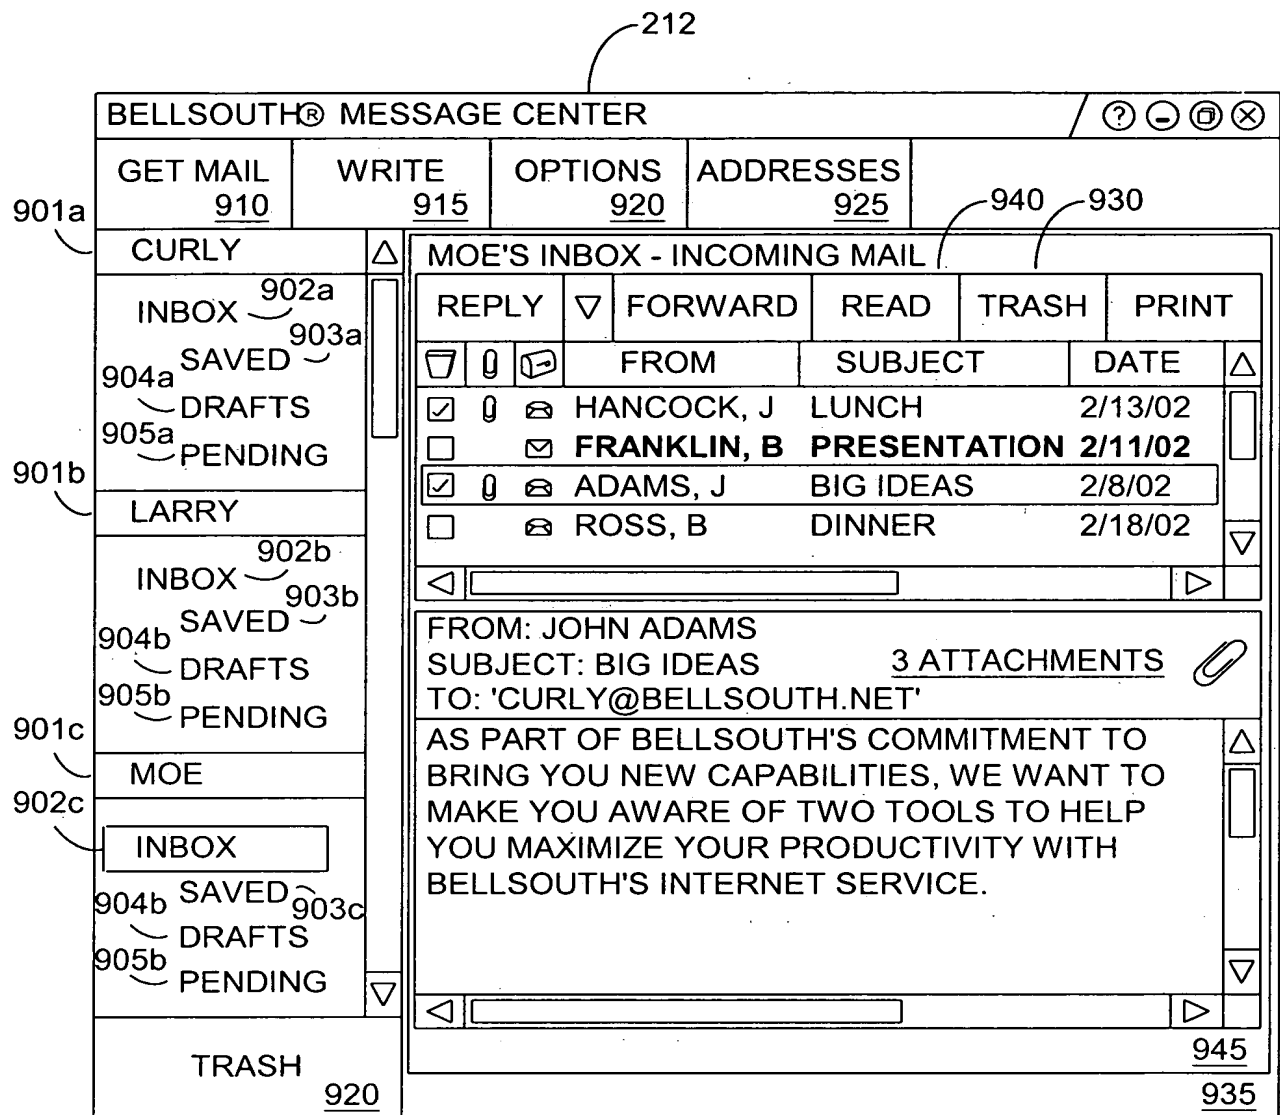 212
BELLSOUTH® MESSAGE CENTER ?
GET MAIL WRITE OPTIONS ADDRESSES
910 915 920 925
901a
CURLY
INBOX 902a
SAVED 903a
904a DRAFTS
905a PENDING
901b
LARRY
INBOX 902b
SAVED 903b
904b DRAFTS
905b PENDING
901c
MOE
902c
INBOX
SAVED 903c
904b DRAFTS
905b PENDING
TRASH
920
940 930
MOE'S INBOX - INCOMING MAIL
REPLY FORWARD READ TRASH PRINT
FROM SUBJECT DATE
HANCOCK, J LUNCH 2/13/02
FRANKLIN, B PRESENTATION 2/11/02
ADAMS, J BIG IDEAS 2/8/02
ROSS, B DINNER 2/18/02
FROM: JOHN ADAMS
SUBJECT: BIG IDEAS 3 ATTACHMENTS
TO: 'CURLY@BELLSOUTH.NET'
AS PART OF BELLSOUTH'S COMMITMENT TO
BRING YOU NEW CAPABILITIES, WE WANT TO
MAKE YOU AWARE OF TWO TOOLS TO HELP
YOU MAXIMIZE YOUR PRODUCTIVITY WITH
BELLSOUTH'S INTERNET SERVICE.
945
935